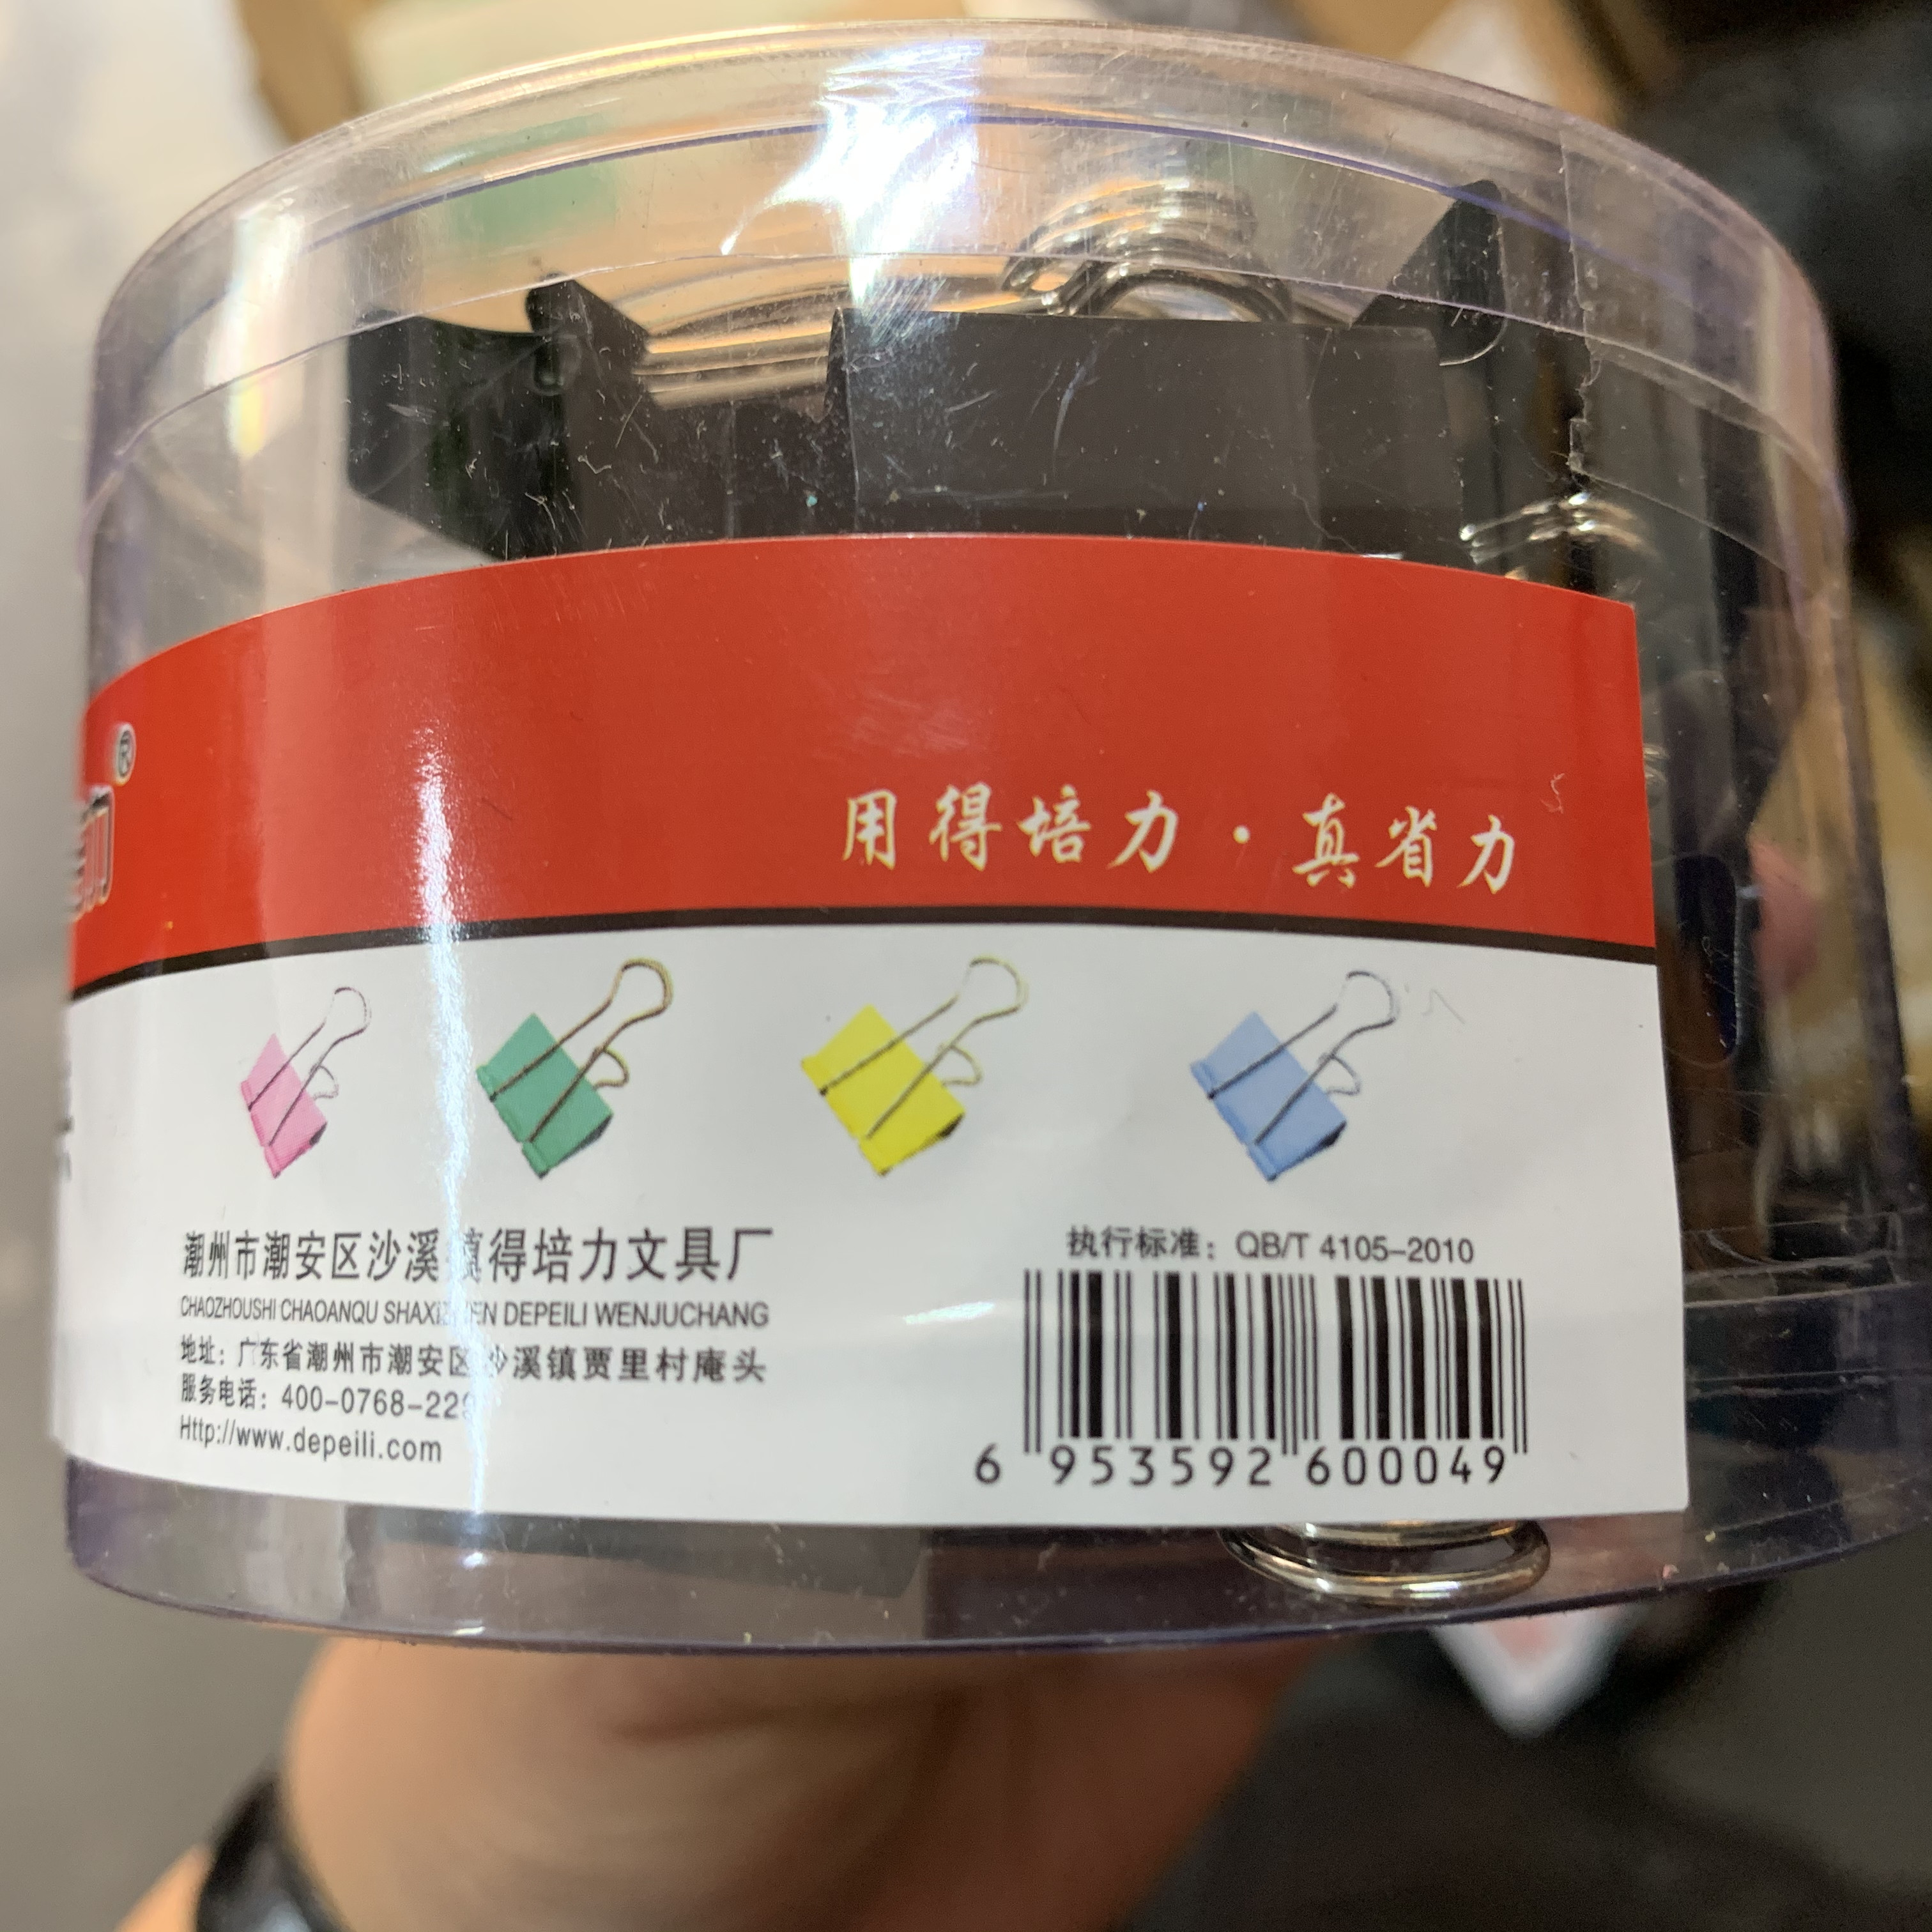 ®
用得培力·真省力
潮州市潮安区沙溪镇得培力文具厂
CHAOZHOUSHI CHAOANQU SHAXIZHEN DEPEILI WENJUCHANG
地址：广东省潮州市潮安区沙溪镇贾里村庵头
服务电话：400-0768-22
Http://www.depeili.com
执行标准：QB/T 4105-2010
6 953592 600049